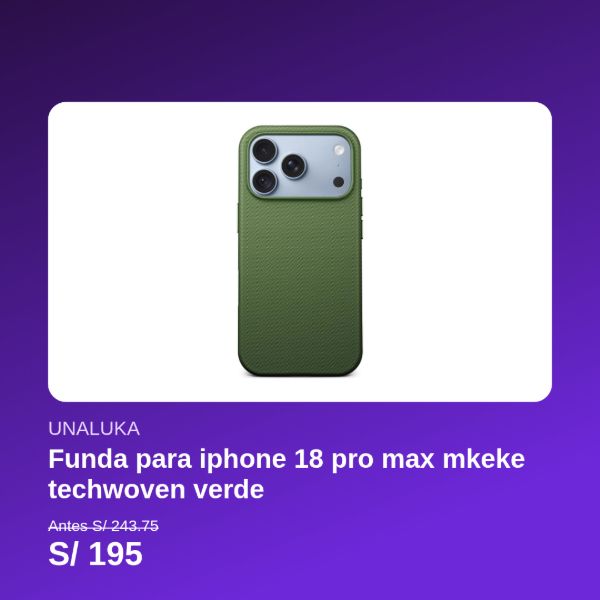 UNALUKA
Funda para iphone 18 pro max mkeke
techwoven verde
Antes S/ 243.75
S/ 195